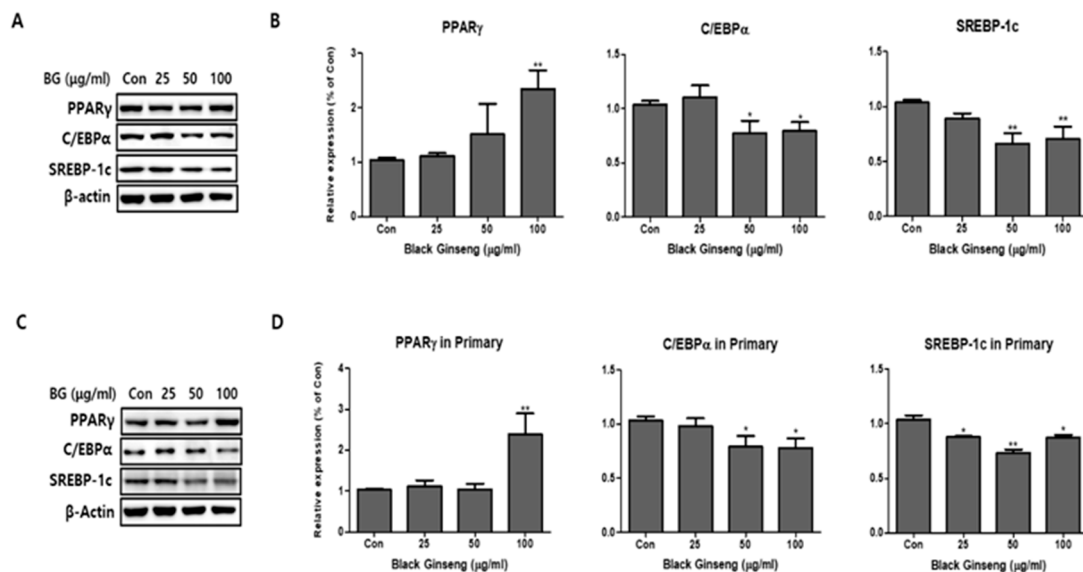 A
BG (μg/ml) Con 25 50 100
PPARγ
C/EBPα
SREBP-1c
β-actin
B
PPARγ
Relative expression (% of Con)
3
2
1
0
**
Con 25 50 100
Black Ginseng (μg/ml)
C/EBPα
1.5
1.0
0.5
0.0
* *
Con 25 50 100
Black Ginseng (μg/ml)
SREBP-1c
1.5
1.0
0.5
0.0
** **
Con 25 50 100
Black Ginseng (μg/ml)
C
BG (μg/ml) Con 25 50 100
PPARγ
C/EBPα
SREBP-1c
β-Actin
D
PPARγ in Primary
Relative expression (% of Con)
4
3
2
1
0
**
Con 25 50 100
Black Ginseng (μg/ml)
C/EBPα in Primary
1.5
1.0
0.5
0.0
* *
Con 25 50 100
Black Ginseng (μg/ml)
SREBP-1c in Primary
1.5
1.0
0.5
0.0
* ** *
Con 25 50 100
Black Ginseng (μg/ml)